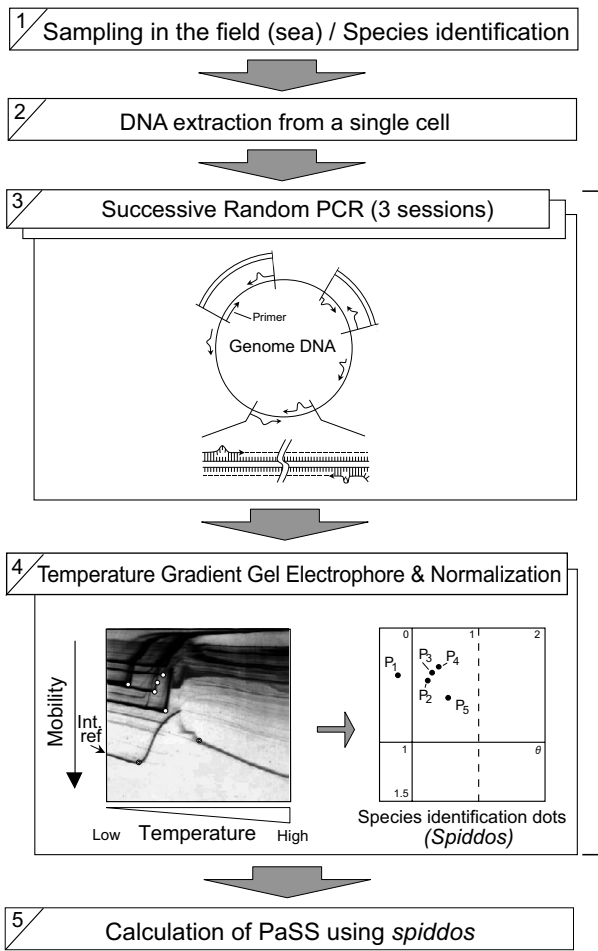 1
Sampling in the field (sea) / Species identification
2
DNA extraction from a single cell
3
Successive Random PCR (3 sessions)
Primer
Genome DNA
4
Temperature Gradient Gel Electrophore & Normalization
Mobility
Int.
ref
Low Temperature High
0 1 2
P1 P3 P4
P2
P5
1 θ
1.5
Species identification dots
(Spiddos)
5
Calculation of PaSS using spiddos